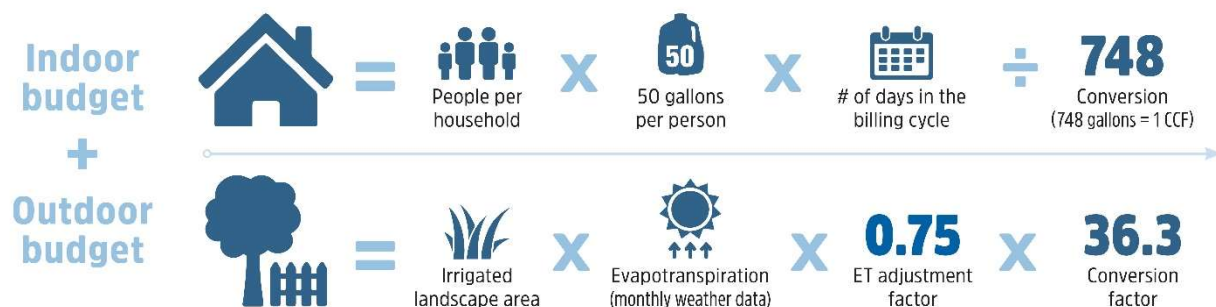 Indoor
budget
+
Outdoor
budget
=
People per
household
X
50
50 gallons
per person
X
# of days in the
billing cycle
÷
748
Conversion
(748 gallons = 1 CCF)
=
Irrigated
landscape area
X
Evapotranspiration
(monthly weather data)
X
0.75
ET adjustment
factor
X
36.3
Conversion
factor